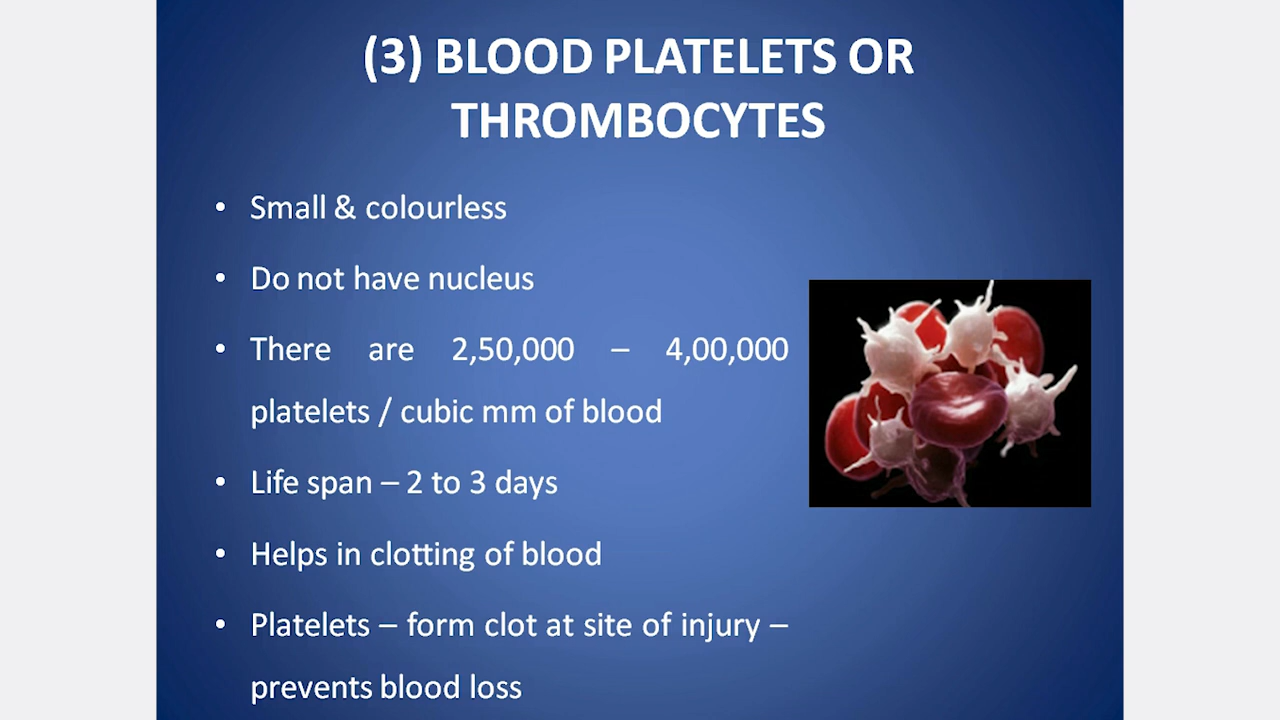 (3) BLOOD PLATELETS OR
THROMBOCYTES
• Small & colourless
• Do not have nucleus
• There are 2,50,000 – 4,00,000
platelets / cubic mm of blood
• Life span – 2 to 3 days
• Helps in clotting of blood
• Platelets – form clot at site of injury –
prevents blood loss